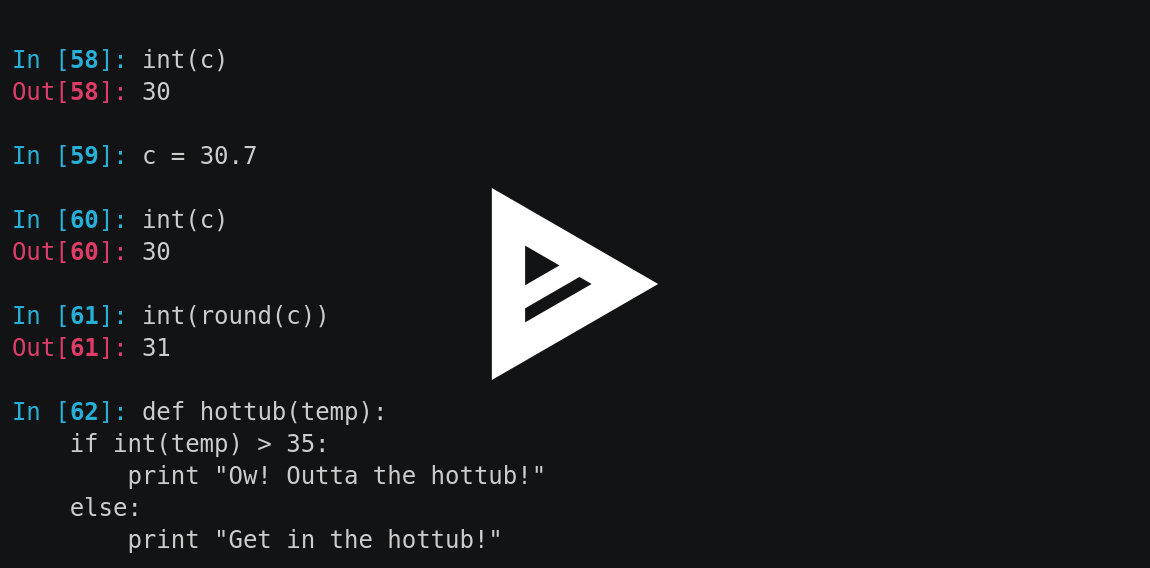 In [58]: int(c)
Out[58]: 30
In [59]: c = 30.7
In [60]: int(c)
Out[60]: 30
In [61]: int(round(c))
Out[61]: 31
In [62]: def hottub(temp):
    if int(temp) > 35:
        print "Ow! Outta the hottub!"
    else:
        print "Get in the hottub!"